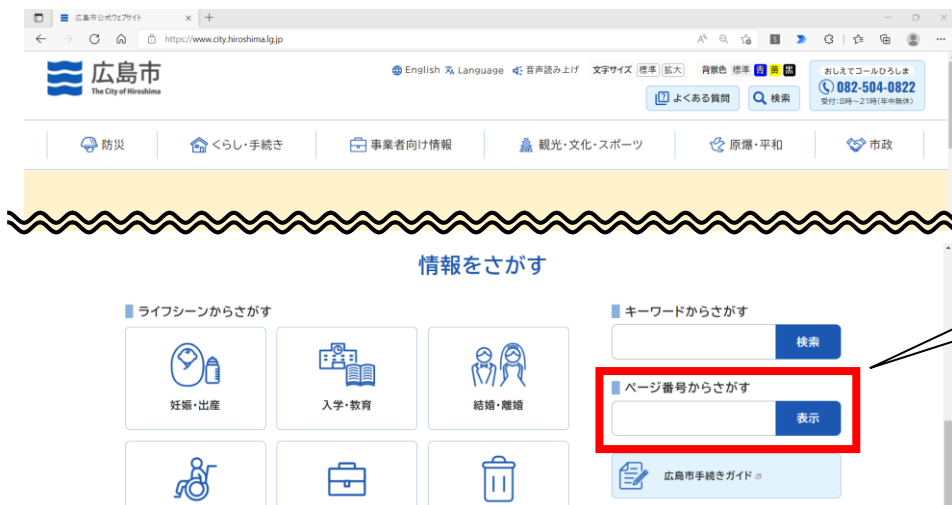 広島市公式ウェブサイト
https://www.city.hiroshima.lg.jp
広島市
The City of Hiroshima
English Language 音声読み上げ 文字サイズ 標準 拡大 背景色 標準 青 黄 黒
よくある質問 検索
おしえてコールひろしま
082-504-0822
受付:8時～21時(年中無休)
防災 くらし・手続き 事業者向け情報 観光・文化・スポーツ 原爆・平和 市政
情報をさがす
ライフシーンからさがす
妊娠・出産 入学・教育 結婚・離婚
キーワードからさがす
検索
ページ番号からさがす
表示
広島市手続きガイド